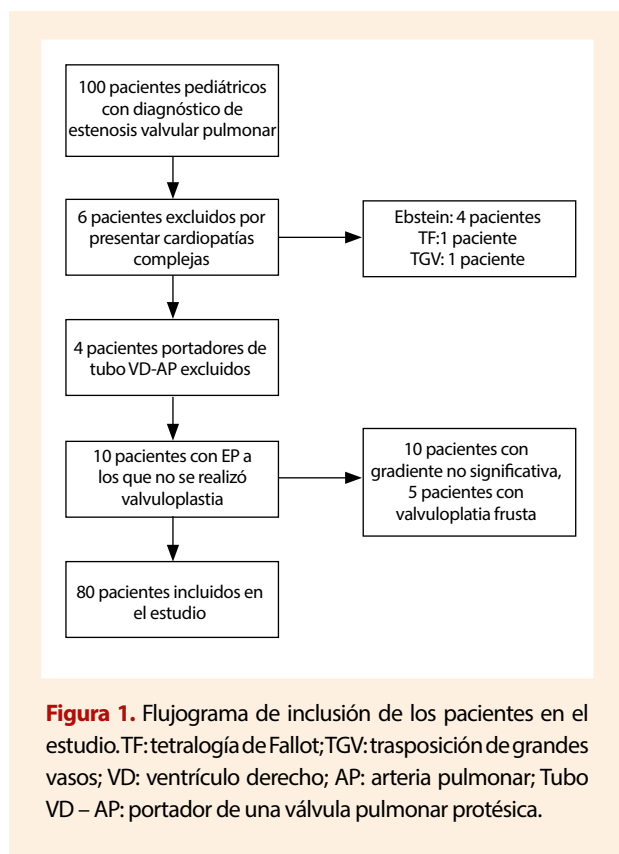 100 pacientes pediátricos
con diagnóstico de
estenosis valvular pulmonar
6 pacientes excluidos por
presentar cardiopatías
complejas
Ebstein: 4 pacientes
TF:1 paciente
TGV: 1 paciente
4 pacientes portadores de
tubo VD-AP excluidos
10 pacientes con EP a
los que no se realizó
valvuloplastia
10 pacientes con
gradiente no significativa,
5 pacientes con
valvuloplatia frusta
80 pacientes incluidos en
el estudio
Figura 1. Flujograma de inclusión de los pacientes en el
estudio. TF: tetralogía de Fallot; TGV: trasposición de grandes
vasos; VD: ventrículo derecho; AP: arteria pulmonar; Tubo
VD – AP: portador de una válvula pulmonar protésica.